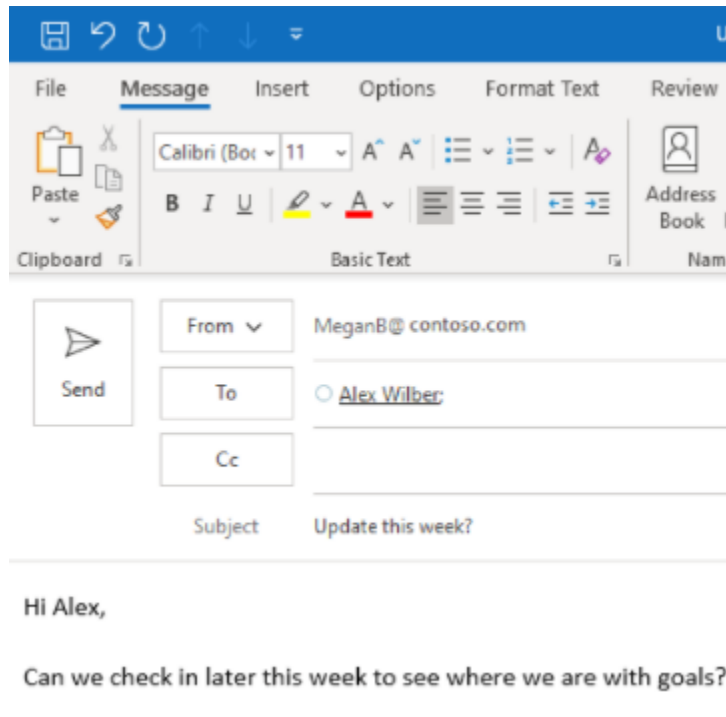 File Message Insert Options Format Text Review
Calibri (Boc 11
Paste
B I U A
Address
Book
Clipboard Basic Text Nam
From MeganB@ contoso.com
Send
To Alex Wilber;
Cc
Subject Update this week?
Hi Alex,
Can we check in later this week to see where we are with goals?